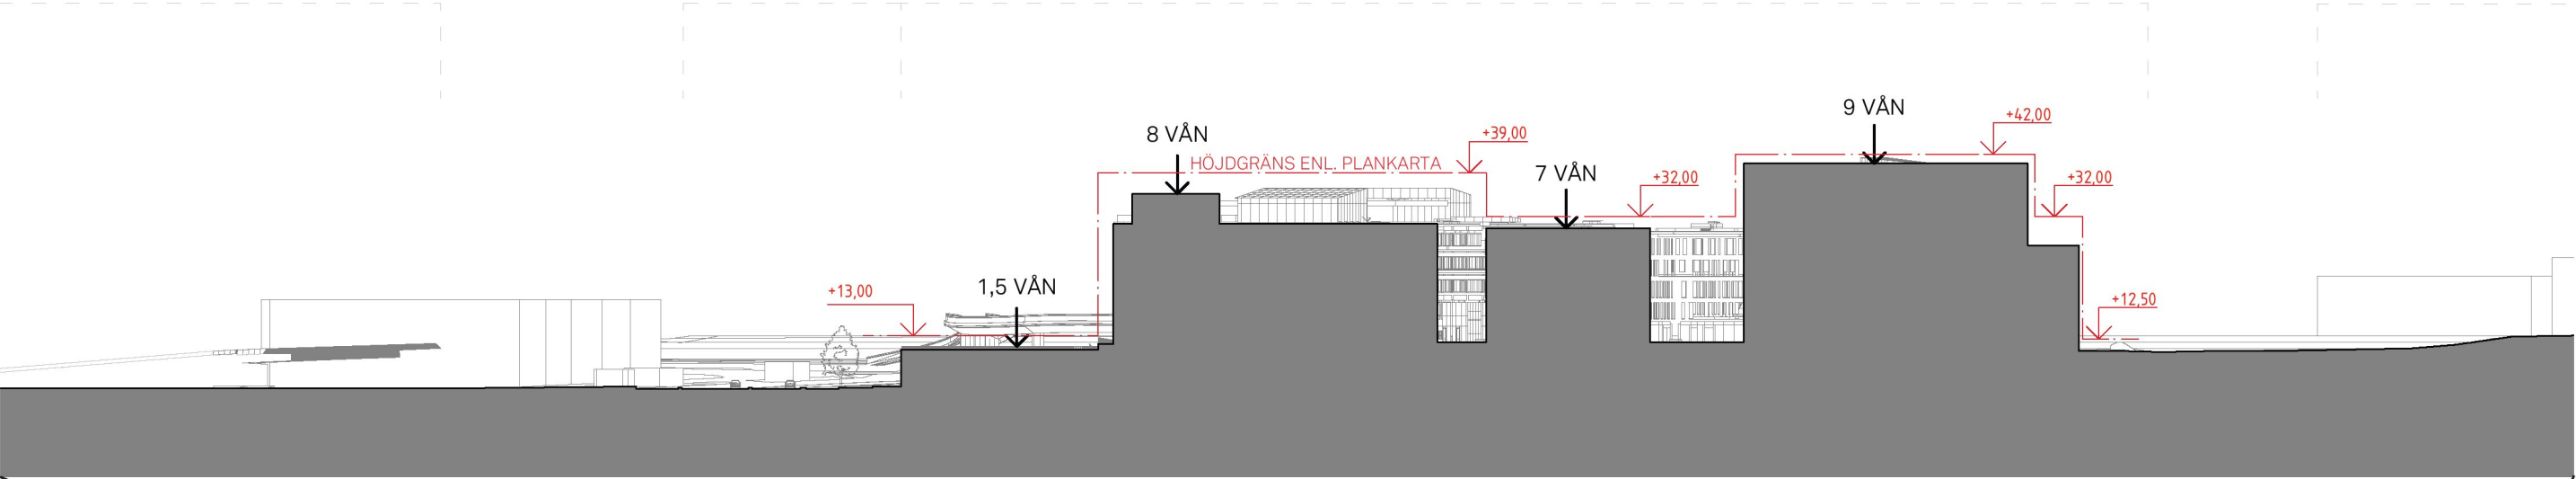 9 VÅN
+42,00
8 VÅN
+39,00
HÖJDGRÄNS ENL. PLANKARTA
7 VÅN
+32,00
+32,00
1,5 VÅN
+13,00
+12,50